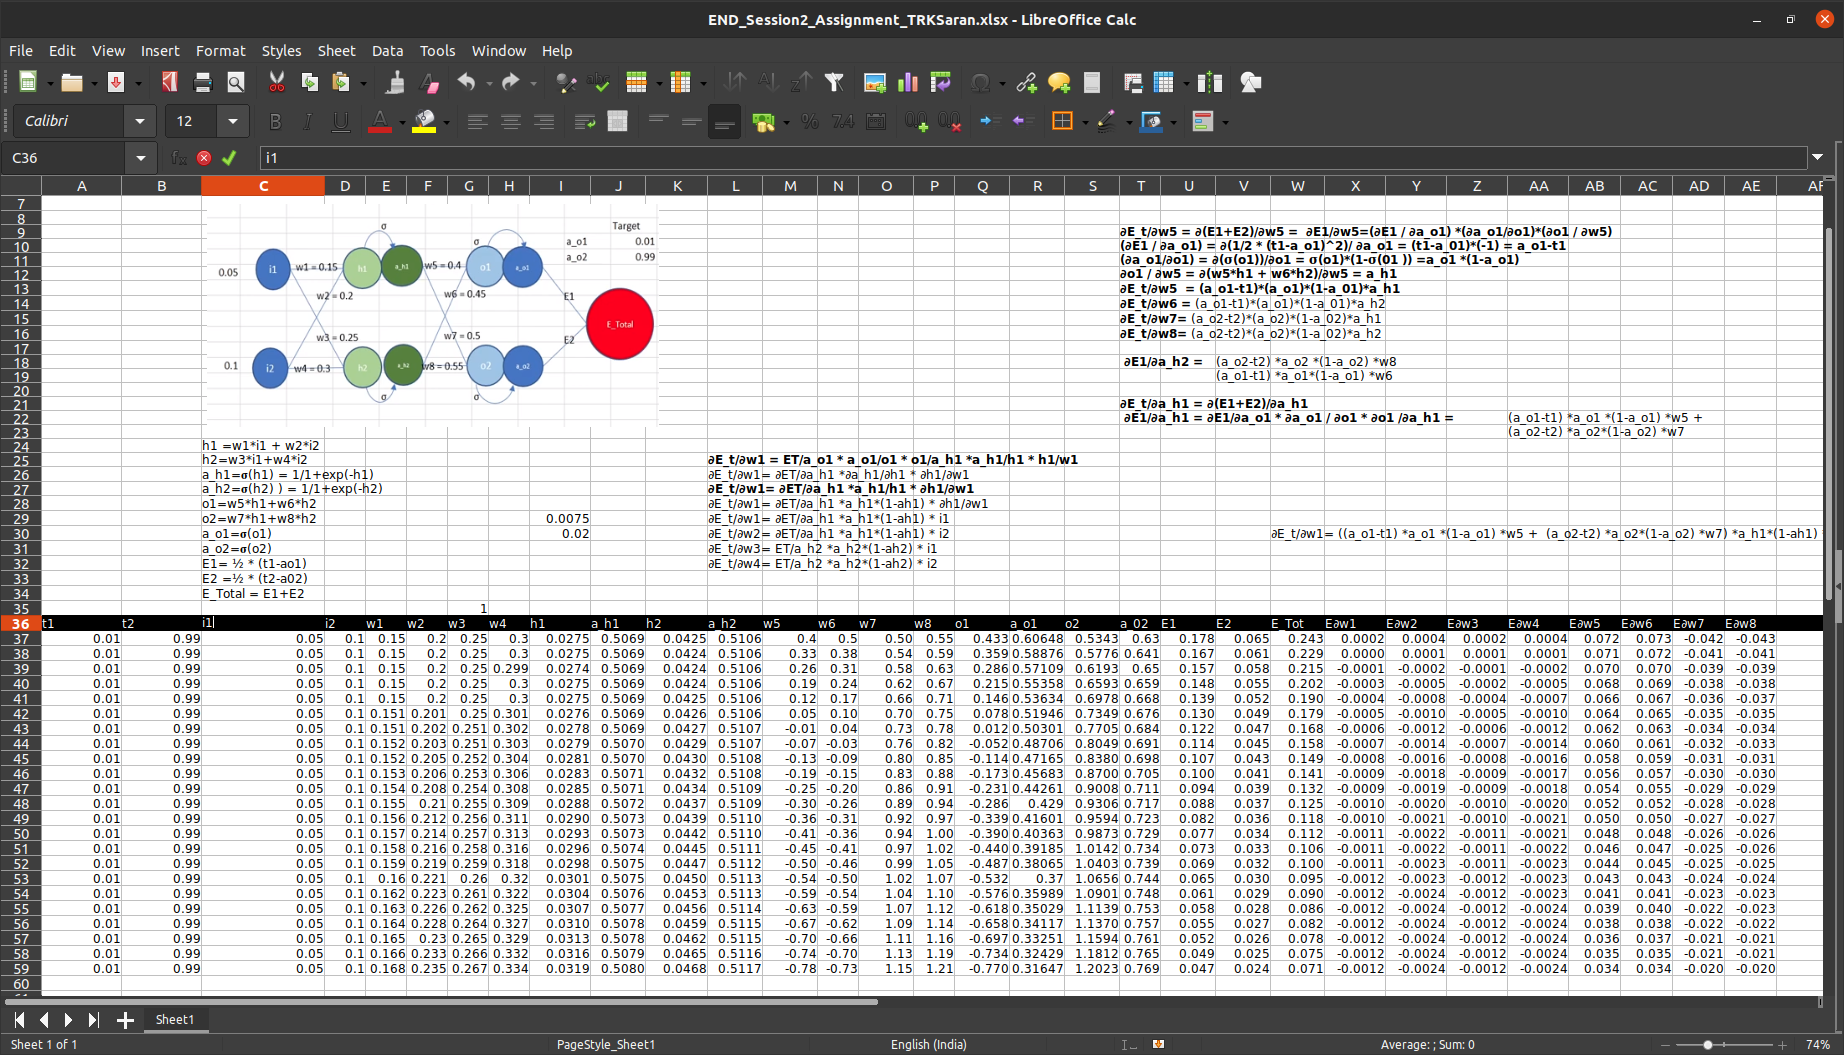 END_Session2_Assignment_TRKSaran.xlsx - LibreOffice Calc
File Edit View Insert Format Styles Sheet Data Tools Window Help
Calibri 12
C36 i1
A B C D E F G H I J K L M N O P Q R S T U V W X Y Z AA AB AC AD AE AF
7
8
9 ∂E_t/∂w5 = ∂(E1+E2)/∂w5 = ∂E1/∂w5=(∂E1 / ∂a_o1) *(∂a_o1/∂o1)*(∂o1 / ∂w5)
10 (∂E1 / ∂a_o1) = ∂(1/2 * (t1-a_o1)^2)/ ∂a_o1 = (t1-a_01)*(-1) = a_o1-t1
11 (∂a_o1/∂o1) = ∂(σ(o1))/∂o1 = σ(o1)*(1-σ(01 )) =a_o1 *(1-a_o1)
12 ∂o1 / ∂w5 = ∂(w5*h1 + w6*h2)/∂w5 = a_h1
13 ∂E_t/∂w5 = (a_o1-t1)*(a_o1)*(1-a_01)*a_h1
14 ∂E_t/∂w6 = (a_o1-t1)*(a_o1)*(1-a_01)*a_h2
15 ∂E_t/∂w7= (a_o2-t2)*(a_o2)*(1-a_02)*a_h1
16 ∂E_t/∂w8= (a_o2-t2)*(a_o2)*(1-a_02)*a_h2
17
18 ∂E1/∂a_h2 = (a_o2-t2) *a_o2 *(1-a_o2) *w8
19 (a_o1-t1) *a_o1*(1-a_o1) *w6
20
21 ∂E_t/∂a_h1 = ∂(E1+E2)/∂a_h1
22 ∂E1/∂a_h1 = ∂E1/∂a_o1 * ∂a_o1 / ∂o1 * ∂o1 /∂a_h1 = (a_o1-t1) *a_o1 *(1-a_o1) *w5 +
23 (a_o2-t2) *a_o2*(1-a_o2) *w7
σ σ Target
a_o1 0.01
a_o2 0.99
0.05 i1 w1 = 0.15 h1 a_h1 w5 = 0.4 o1 a_o1
w2 = 0.2 w6 = 0.45 E1
E_Total
w3 = 0.25 w7 = 0.5 E2
0.1 i2 w4 = 0.3 h2 a_h2 w8 = 0.55 o2 a_o2
σ σ
24 h1 =w1*i1 + w2*i2
25 h2=w3*i1+w4*i2 ∂E_t/∂w1 = ET/a_o1 * a_o1/o1 * o1/a_h1 *a_h1/h1 * h1/w1
26 a_h1=σ(h1) = 1/1+exp(-h1) ∂E_t/∂w1= ∂ET/∂a_h1 *∂a_h1/∂h1 * ∂h1/∂w1
27 a_h2=σ(h2) ) = 1/1+exp(-h2) ∂E_t/∂w1= ∂ET/∂a_h1 *a_h1/h1 * ∂h1/∂w1
28 o1=w5*h1+w6*h2 ∂E_t/∂w1= ∂ET/∂a_h1 *a_h1*(1-ah1) * ∂h1/∂w1
29 o2=w7*h1+w8*h2 0.0075 ∂E_t/∂w1= ∂ET/∂a_h1 *a_h1*(1-ah1) * i1
30 a_o1=σ(o1) 0.02 ∂E_t/∂w2= ∂ET/∂a_h1 *a_h1*(1-ah1) * i2 ∂E_t/∂w1= ((a_o1-t1) *a_o1 *(1-a_o1) *w5 + (a_o2-t2) *a_o2*(1-a_o2) *w7) *a_h1*(1-ah1)
31 a_o2=σ(o2) ∂E_t/∂w3= ET/a_h2 *a_h2*(1-ah2) * i1
32 E1= ½ * (t1-ao1) ∂E_t/∂w4= ET/a_h2 *a_h2*(1-ah2) * i2
33 E2 =½ * (t2-a02)
34 E_Total = E1+E2
35 1
36 t1 t2 i1 i2 w1 w2 w3 w4 h1 a_h1 h2 a_h2 w5 w6 w7 w8 o1 a_o1 o2 a_02 E1 E2 E_Tot E∂w1 E∂w2 E∂w3 E∂w4 E∂w5 E∂w6 E∂w7 E∂w8
37 0.01 0.99 0.05 0.1 0.15 0.2 0.25 0.3 0.0275 0.5069 0.0425 0.5106 0.4 0.5 0.50 0.55 0.433 0.60648 0.5343 0.63 0.178 0.065 0.243 0.0002 0.0004 0.0002 0.0004 0.072 0.073 -0.042 -0.043
38 0.01 0.99 0.05 0.1 0.15 0.2 0.25 0.3 0.0275 0.5069 0.0424 0.5106 0.33 0.38 0.54 0.59 0.359 0.58876 0.5776 0.641 0.167 0.061 0.229 0.0000 0.0001 0.0001 0.0001 0.071 0.072 -0.041 -0.041
39 0.01 0.99 0.05 0.1 0.15 0.2 0.25 0.299 0.0274 0.5069 0.0424 0.5106 0.26 0.31 0.58 0.63 0.286 0.57109 0.6193 0.65 0.157 0.058 0.215 -0.0001 -0.0002 -0.0001 -0.0002 0.070 0.070 -0.039 -0.039
40 0.01 0.99 0.05 0.1 0.15 0.2 0.25 0.3 0.0275 0.5069 0.0424 0.5106 0.19 0.24 0.62 0.67 0.215 0.55358 0.6593 0.659 0.148 0.055 0.202 -0.0003 -0.0005 -0.0002 -0.0005 0.068 0.069 -0.038 -0.038
41 0.01 0.99 0.05 0.1 0.15 0.2 0.25 0.3 0.0275 0.5069 0.0425 0.5106 0.12 0.17 0.66 0.71 0.146 0.53634 0.6978 0.668 0.139 0.052 0.190 -0.0004 -0.0008 -0.0004 -0.0007 0.066 0.067 -0.036 -0.037
42 0.01 0.99 0.05 0.1 0.151 0.201 0.25 0.301 0.0276 0.5069 0.0426 0.5106 0.05 0.10 0.70 0.75 0.078 0.51946 0.7349 0.676 0.130 0.049 0.179 -0.0005 -0.0010 -0.0005 -0.0010 0.064 0.065 -0.035 -0.035
43 0.01 0.99 0.05 0.1 0.151 0.202 0.251 0.302 0.0278 0.5069 0.0427 0.5107 -0.01 0.04 0.73 0.78 0.012 0.50301 0.7705 0.684 0.122 0.047 0.168 -0.0006 -0.0012 -0.0006 -0.0012 0.062 0.063 -0.034 -0.034
44 0.01 0.99 0.05 0.1 0.152 0.203 0.251 0.303 0.0279 0.5070 0.0429 0.5107 -0.07 -0.03 0.76 0.82 -0.052 0.48706 0.8049 0.691 0.114 0.045 0.158 -0.0007 -0.0014 -0.0007 -0.0014 0.060 0.061 -0.032 -0.033
45 0.01 0.99 0.05 0.1 0.152 0.205 0.252 0.304 0.0281 0.5070 0.0430 0.5108 -0.13 -0.09 0.80 0.85 -0.114 0.47165 0.8380 0.698 0.107 0.043 0.149 -0.0008 -0.0016 -0.0008 -0.0016 0.058 0.059 -0.031 -0.031
46 0.01 0.99 0.05 0.1 0.153 0.206 0.253 0.306 0.0283 0.5071 0.0432 0.5108 -0.19 -0.15 0.83 0.88 -0.173 0.45683 0.8700 0.705 0.100 0.041 0.141 -0.0009 -0.0018 -0.0009 -0.0017 0.056 0.057 -0.030 -0.030
47 0.01 0.99 0.05 0.1 0.154 0.208 0.254 0.308 0.0285 0.5071 0.0434 0.5109 -0.25 -0.20 0.86 0.91 -0.231 0.44261 0.9008 0.711 0.094 0.039 0.132 -0.0009 -0.0019 -0.0009 -0.0018 0.054 0.055 -0.029 -0.029
48 0.01 0.99 0.05 0.1 0.155 0.21 0.255 0.309 0.0288 0.5072 0.0437 0.5109 -0.30 -0.26 0.89 0.94 -0.286 0.429 0.9306 0.717 0.088 0.037 0.125 -0.0010 -0.0020 -0.0010 -0.0020 0.052 0.052 -0.028 -0.028
49 0.01 0.99 0.05 0.1 0.156 0.212 0.256 0.311 0.0290 0.5073 0.0439 0.5110 -0.36 -0.31 0.92 0.97 -0.339 0.41601 0.9594 0.723 0.082 0.036 0.118 -0.0010 -0.0021 -0.0010 -0.0021 0.050 0.050 -0.027 -0.027
50 0.01 0.99 0.05 0.1 0.157 0.214 0.257 0.313 0.0293 0.5073 0.0442 0.5110 -0.41 -0.36 0.94 1.00 -0.390 0.40363 0.9873 0.729 0.077 0.034 0.112 -0.0011 -0.0022 -0.0011 -0.0021 0.048 0.048 -0.026 -0.026
51 0.01 0.99 0.05 0.1 0.158 0.216 0.258 0.316 0.0296 0.5074 0.0445 0.5111 -0.45 -0.41 0.97 1.02 -0.440 0.39185 1.0142 0.734 0.073 0.033 0.106 -0.0011 -0.0022 -0.0011 -0.0022 0.046 0.047 -0.025 -0.026
52 0.01 0.99 0.05 0.1 0.159 0.219 0.259 0.318 0.0298 0.5075 0.0447 0.5112 -0.50 -0.46 0.99 1.05 -0.487 0.38065 1.0403 0.739 0.069 0.032 0.100 -0.0011 -0.0023 -0.0011 -0.0023 0.044 0.045 -0.025 -0.025
53 0.01 0.99 0.05 0.1 0.16 0.221 0.26 0.32 0.0301 0.5075 0.0450 0.5113 -0.54 -0.50 1.02 1.07 -0.532 0.37 1.0656 0.744 0.065 0.030 0.095 -0.0012 -0.0023 -0.0012 -0.0023 0.043 0.043 -0.024 -0.024
54 0.01 0.99 0.05 0.1 0.162 0.223 0.261 0.322 0.0304 0.5076 0.0453 0.5113 -0.59 -0.54 1.04 1.10 -0.576 0.35989 1.0901 0.748 0.061 0.029 0.090 -0.0012 -0.0024 -0.0012 -0.0023 0.041 0.041 -0.023 -0.023
55 0.01 0.99 0.05 0.1 0.163 0.226 0.262 0.325 0.0307 0.5077 0.0456 0.5114 -0.63 -0.59 1.07 1.12 -0.618 0.35029 1.1139 0.753 0.058 0.028 0.086 -0.0012 -0.0024 -0.0012 -0.0024 0.039 0.040 -0.022 -0.023
56 0.01 0.99 0.05 0.1 0.164 0.228 0.264 0.327 0.0310 0.5078 0.0459 0.5115 -0.67 -0.62 1.09 1.14 -0.658 0.34117 1.1370 0.757 0.055 0.027 0.082 -0.0012 -0.0024 -0.0012 -0.0024 0.038 0.038 -0.022 -0.022
57 0.01 0.99 0.05 0.1 0.165 0.23 0.265 0.329 0.0313 0.5078 0.0462 0.5115 -0.70 -0.66 1.11 1.16 -0.697 0.33251 1.1594 0.761 0.052 0.026 0.078 -0.0012 -0.0024 -0.0012 -0.0024 0.036 0.037 -0.021 -0.021
58 0.01 0.99 0.05 0.1 0.166 0.233 0.266 0.332 0.0316 0.5079 0.0465 0.5116 -0.74 -0.70 1.13 1.19 -0.734 0.32429 1.1812 0.765 0.049 0.025 0.075 -0.0012 -0.0024 -0.0012 -0.0024 0.035 0.035 -0.021 -0.021
59 0.01 0.99 0.05 0.1 0.168 0.235 0.267 0.334 0.0319 0.5080 0.0468 0.5117 -0.78 -0.73 1.15 1.21 -0.770 0.31647 1.2023 0.769 0.047 0.024 0.071 -0.0012 -0.0024 -0.0012 -0.0024 0.034 0.034 -0.020 -0.020
60
Sheet1
Sheet 1 of 1 PageStyle_Sheet1 English (India) Average: ; Sum: 0 74%